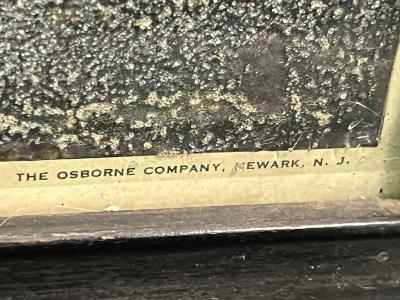 THE OSBORNE COMPANY, NEWARK, N. J.